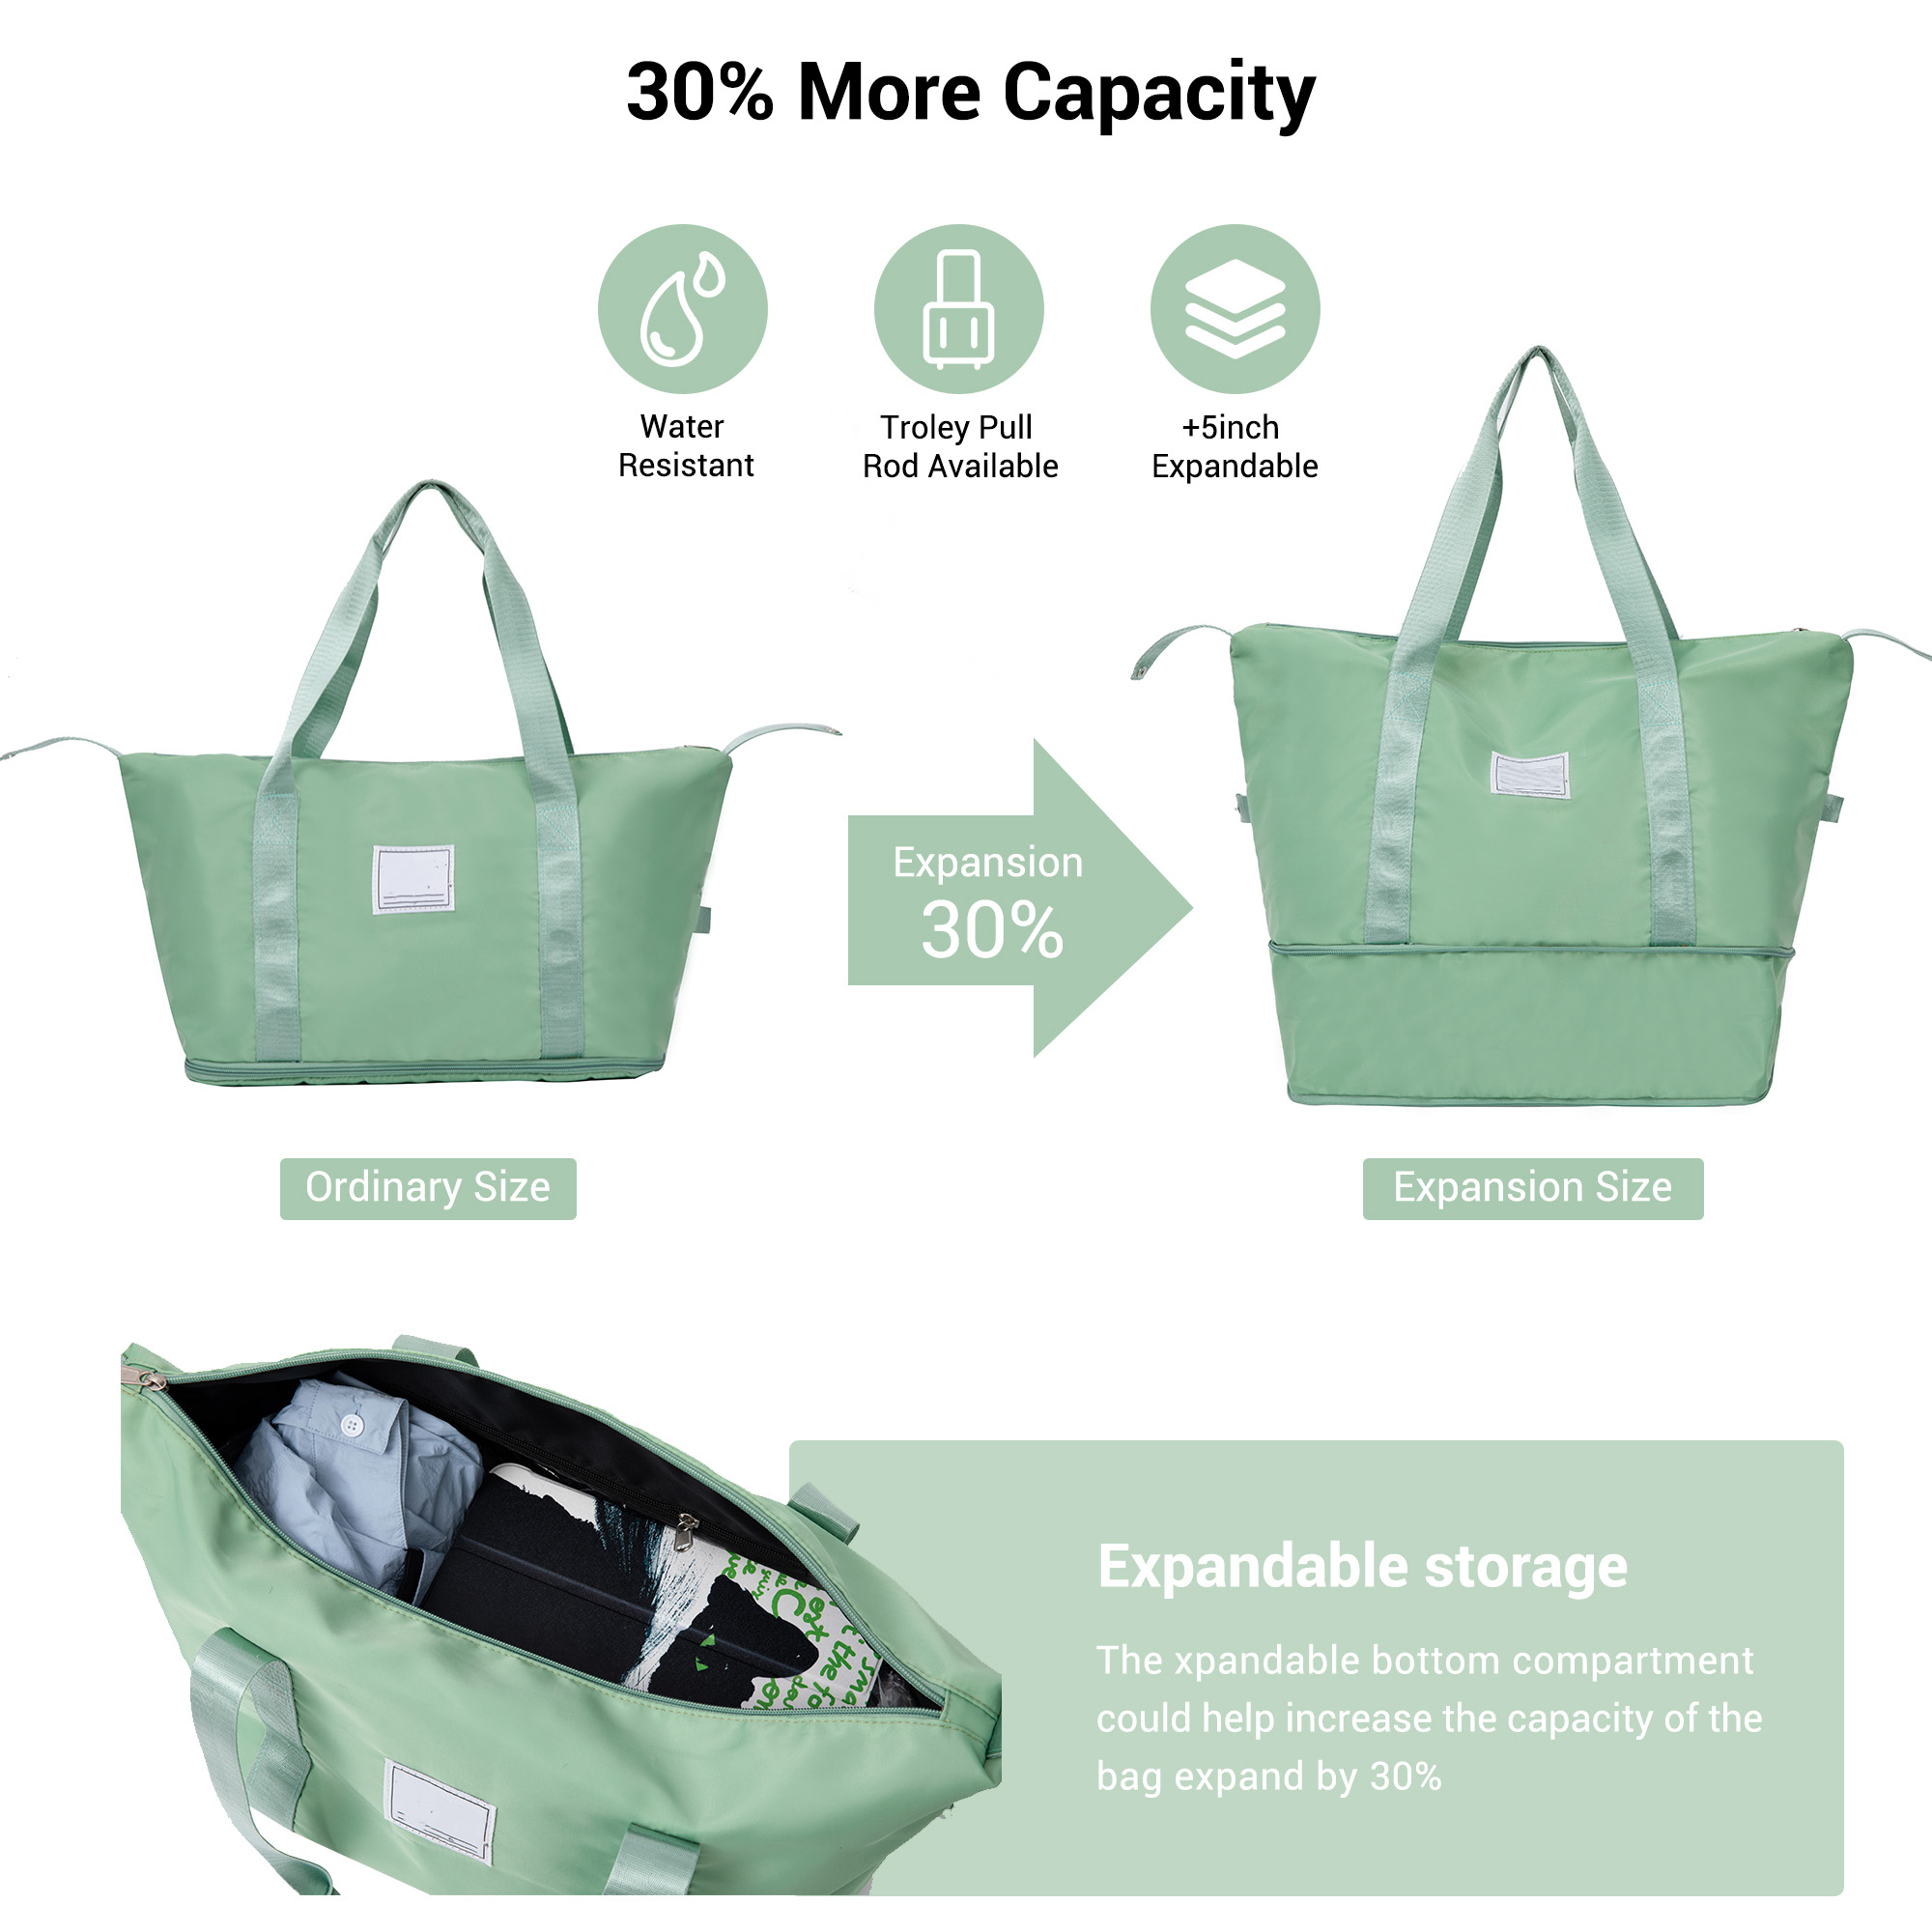 30% More Capacity
Water
Resistant
Troley Pull
Rod Available
+5inch
Expandable
Expansion
30%
Ordinary Size
Expansion Size
Expandable storage
The xpandable bottom compartment
could help increase the capacity of the
bag expand by 30%